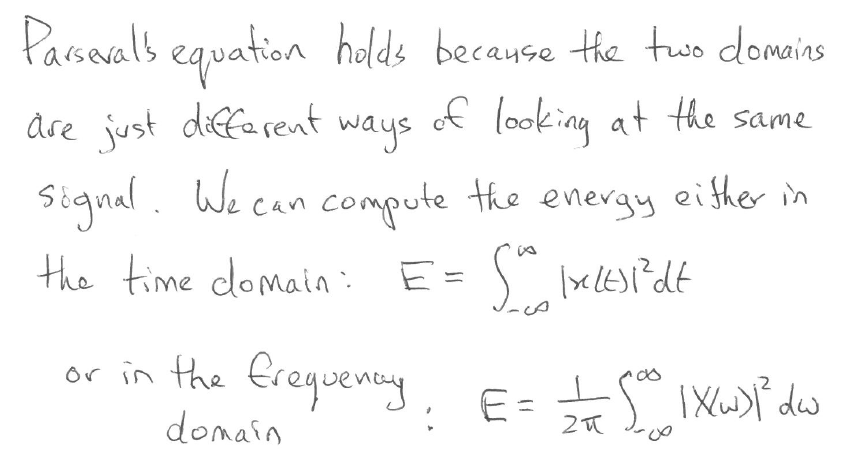 Parseval's equation holds because the two domains
are just different ways of looking at the same
signal. We can compute the energy either in
the time domain: E = ∫_{-∞}^{∞} |x(t)|² dt
or in the frequency domain: E = 1/2π ∫_{-∞}^{∞} |X(ω)|² dω